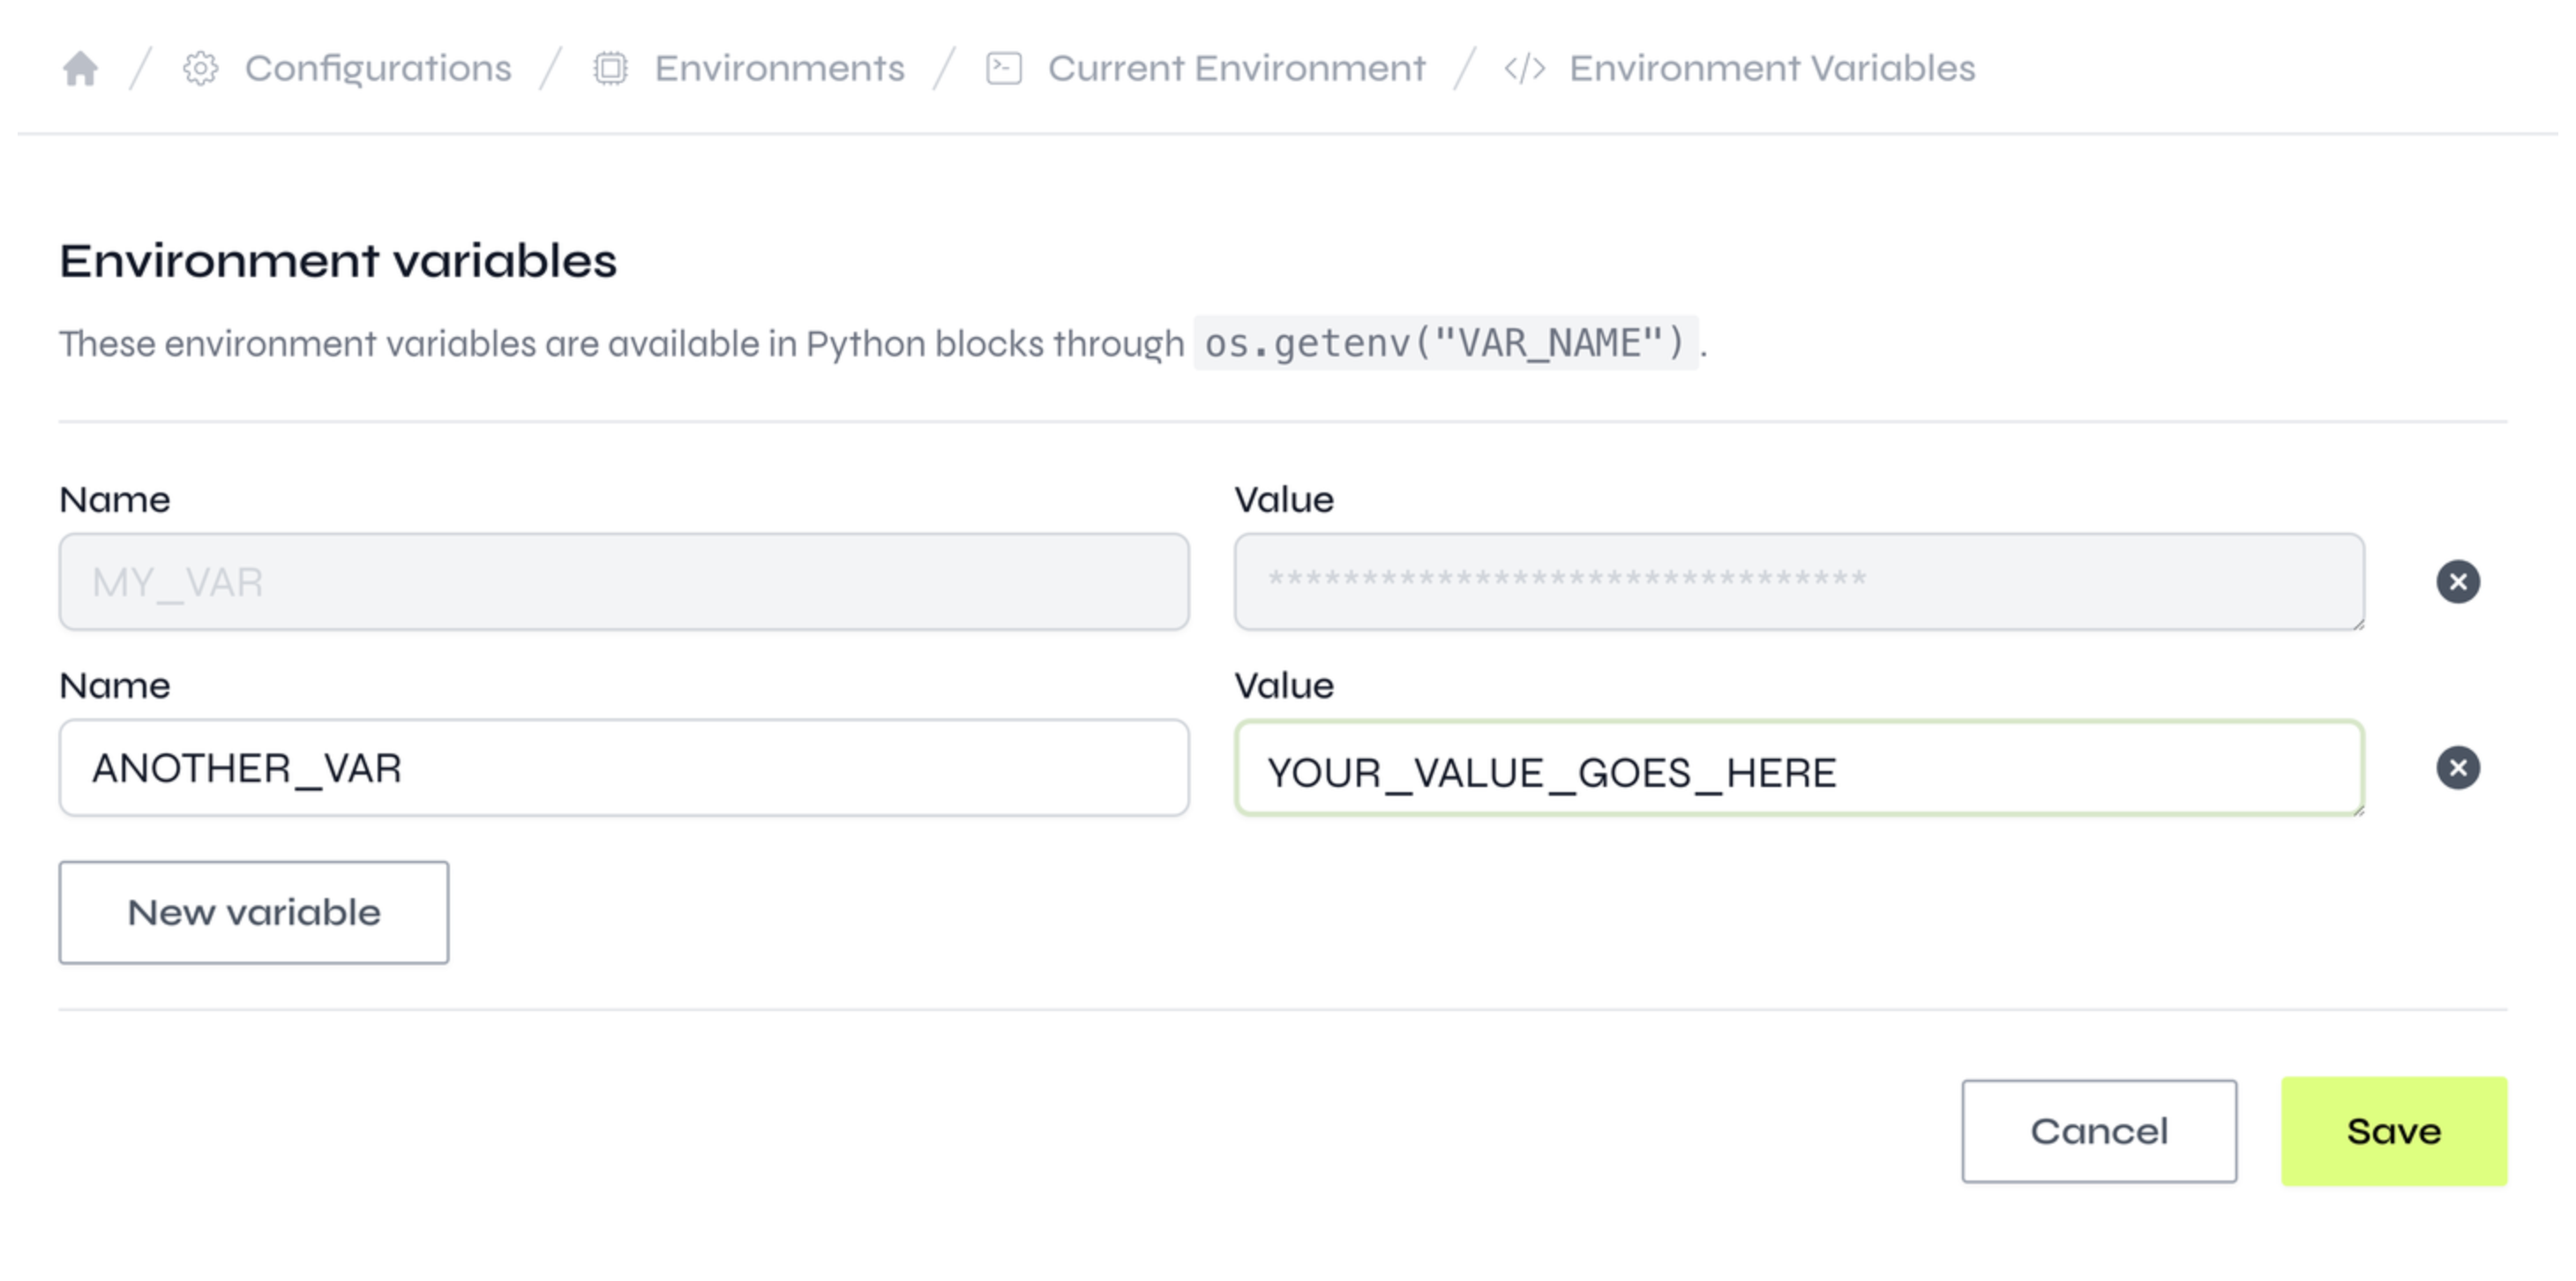 Configurations / Environments / Current Environment / </> Environment Variables
Environment variables
These environment variables are available in Python blocks through os.getenv("VAR_NAME").
Name Value
MY_VAR ********************************
Name Value
ANOTHER_VAR YOUR_VALUE_GOES_HERE
New variable
Cancel Save